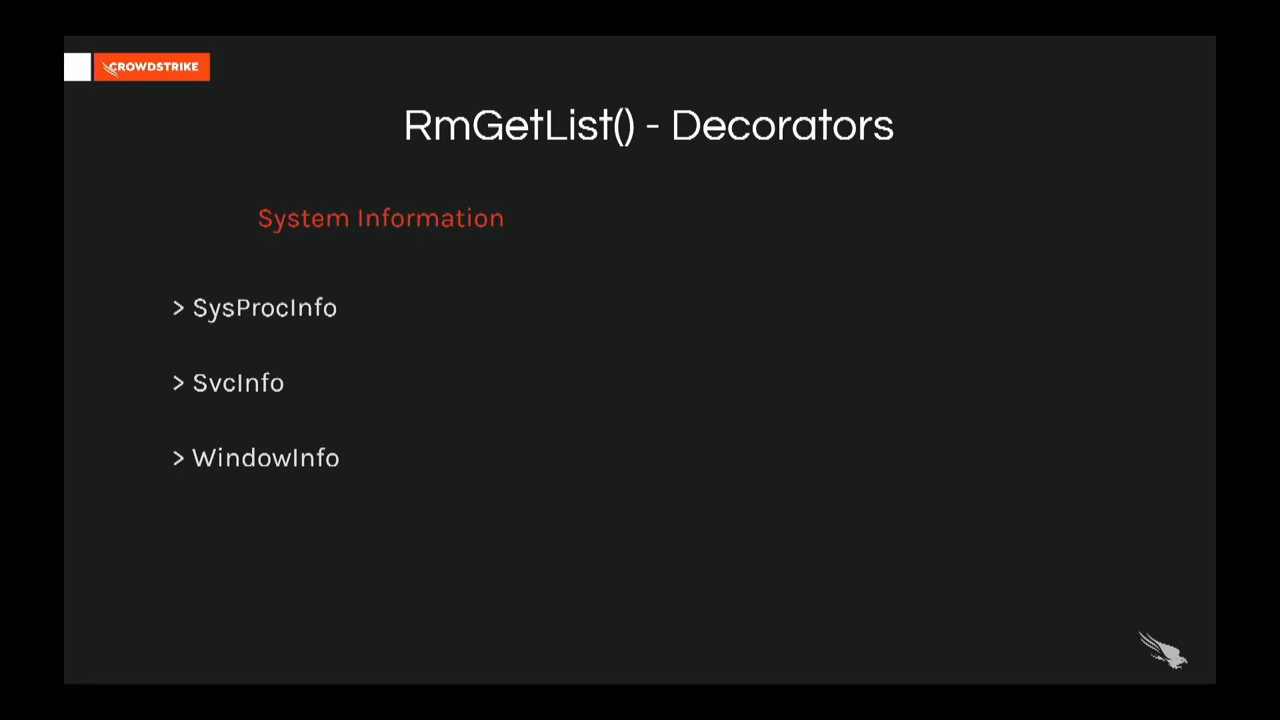 CROWDSTRIKE
RmGetList() - Decorators
System Information
> SysProcInfo
> SvcInfo
> WindowInfo